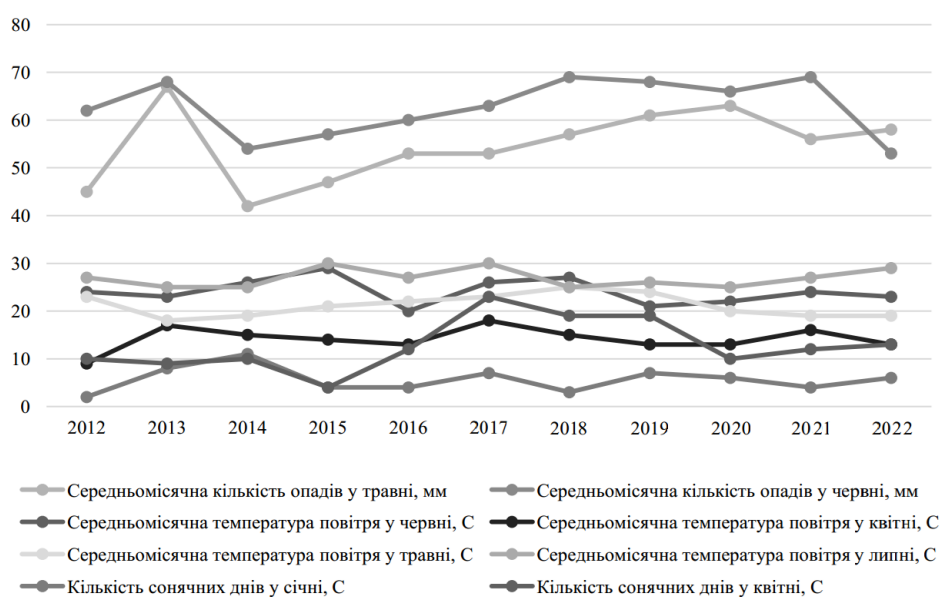 80
70
60
50
40
30
20
10
0
2012 2013 2014 2015 2016 2017 2018 2019 2020 2021 2022
Середньомісячна кількість опадів у травні, мм
Середньомісячна кількість опадів у червні, мм
Середньомісячна температура повітря у червні, С
Середньомісячна температура повітря у квітні, С
Середньомісячна температура повітря у травні, С
Середньомісячна температура повітря у липні, С
Кількість сонячних днів у січні, С
Кількість сонячних днів у квітні, С